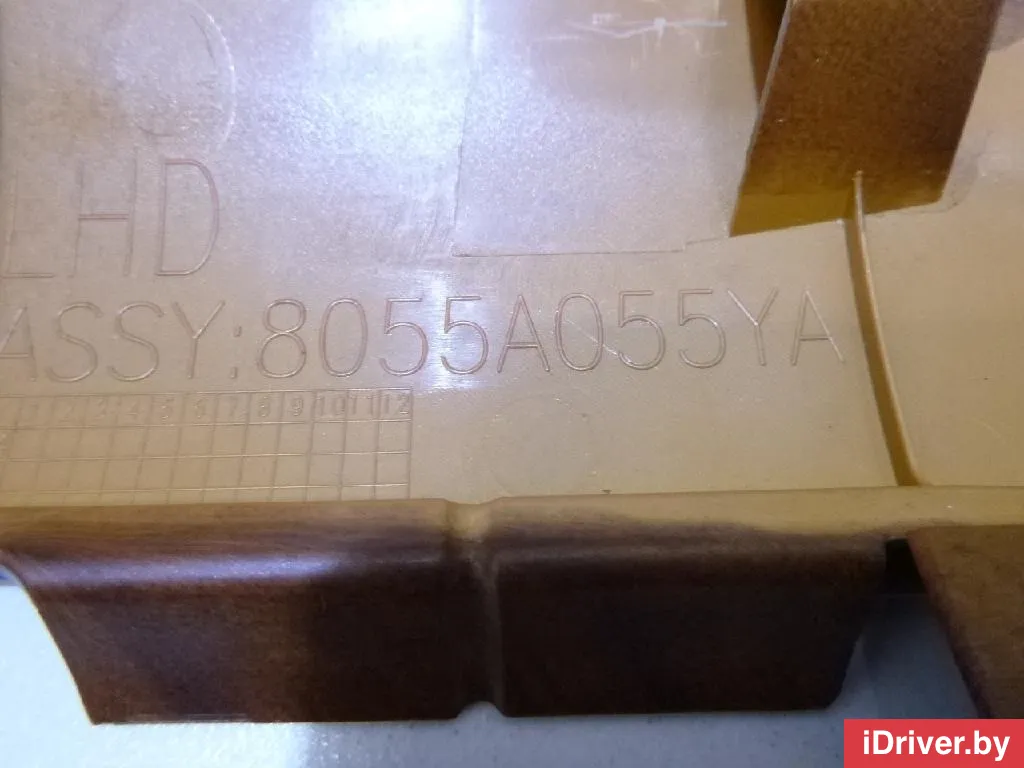 LHD
ASSY:8055A055YA
1 2 3 4 5 6 7 8 9 10 11 12
iDriver.by